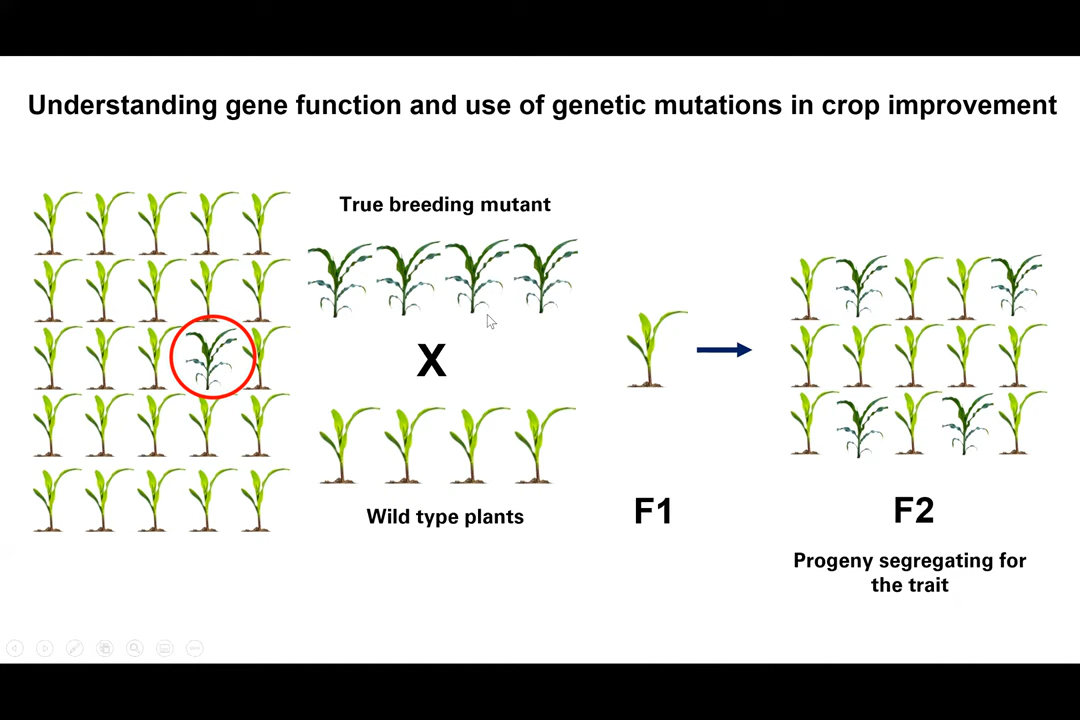 Understanding gene function and use of genetic mutations in crop improvement
True breeding mutant
X
Wild type plants
F1
F2
Progeny segregating for
the trait